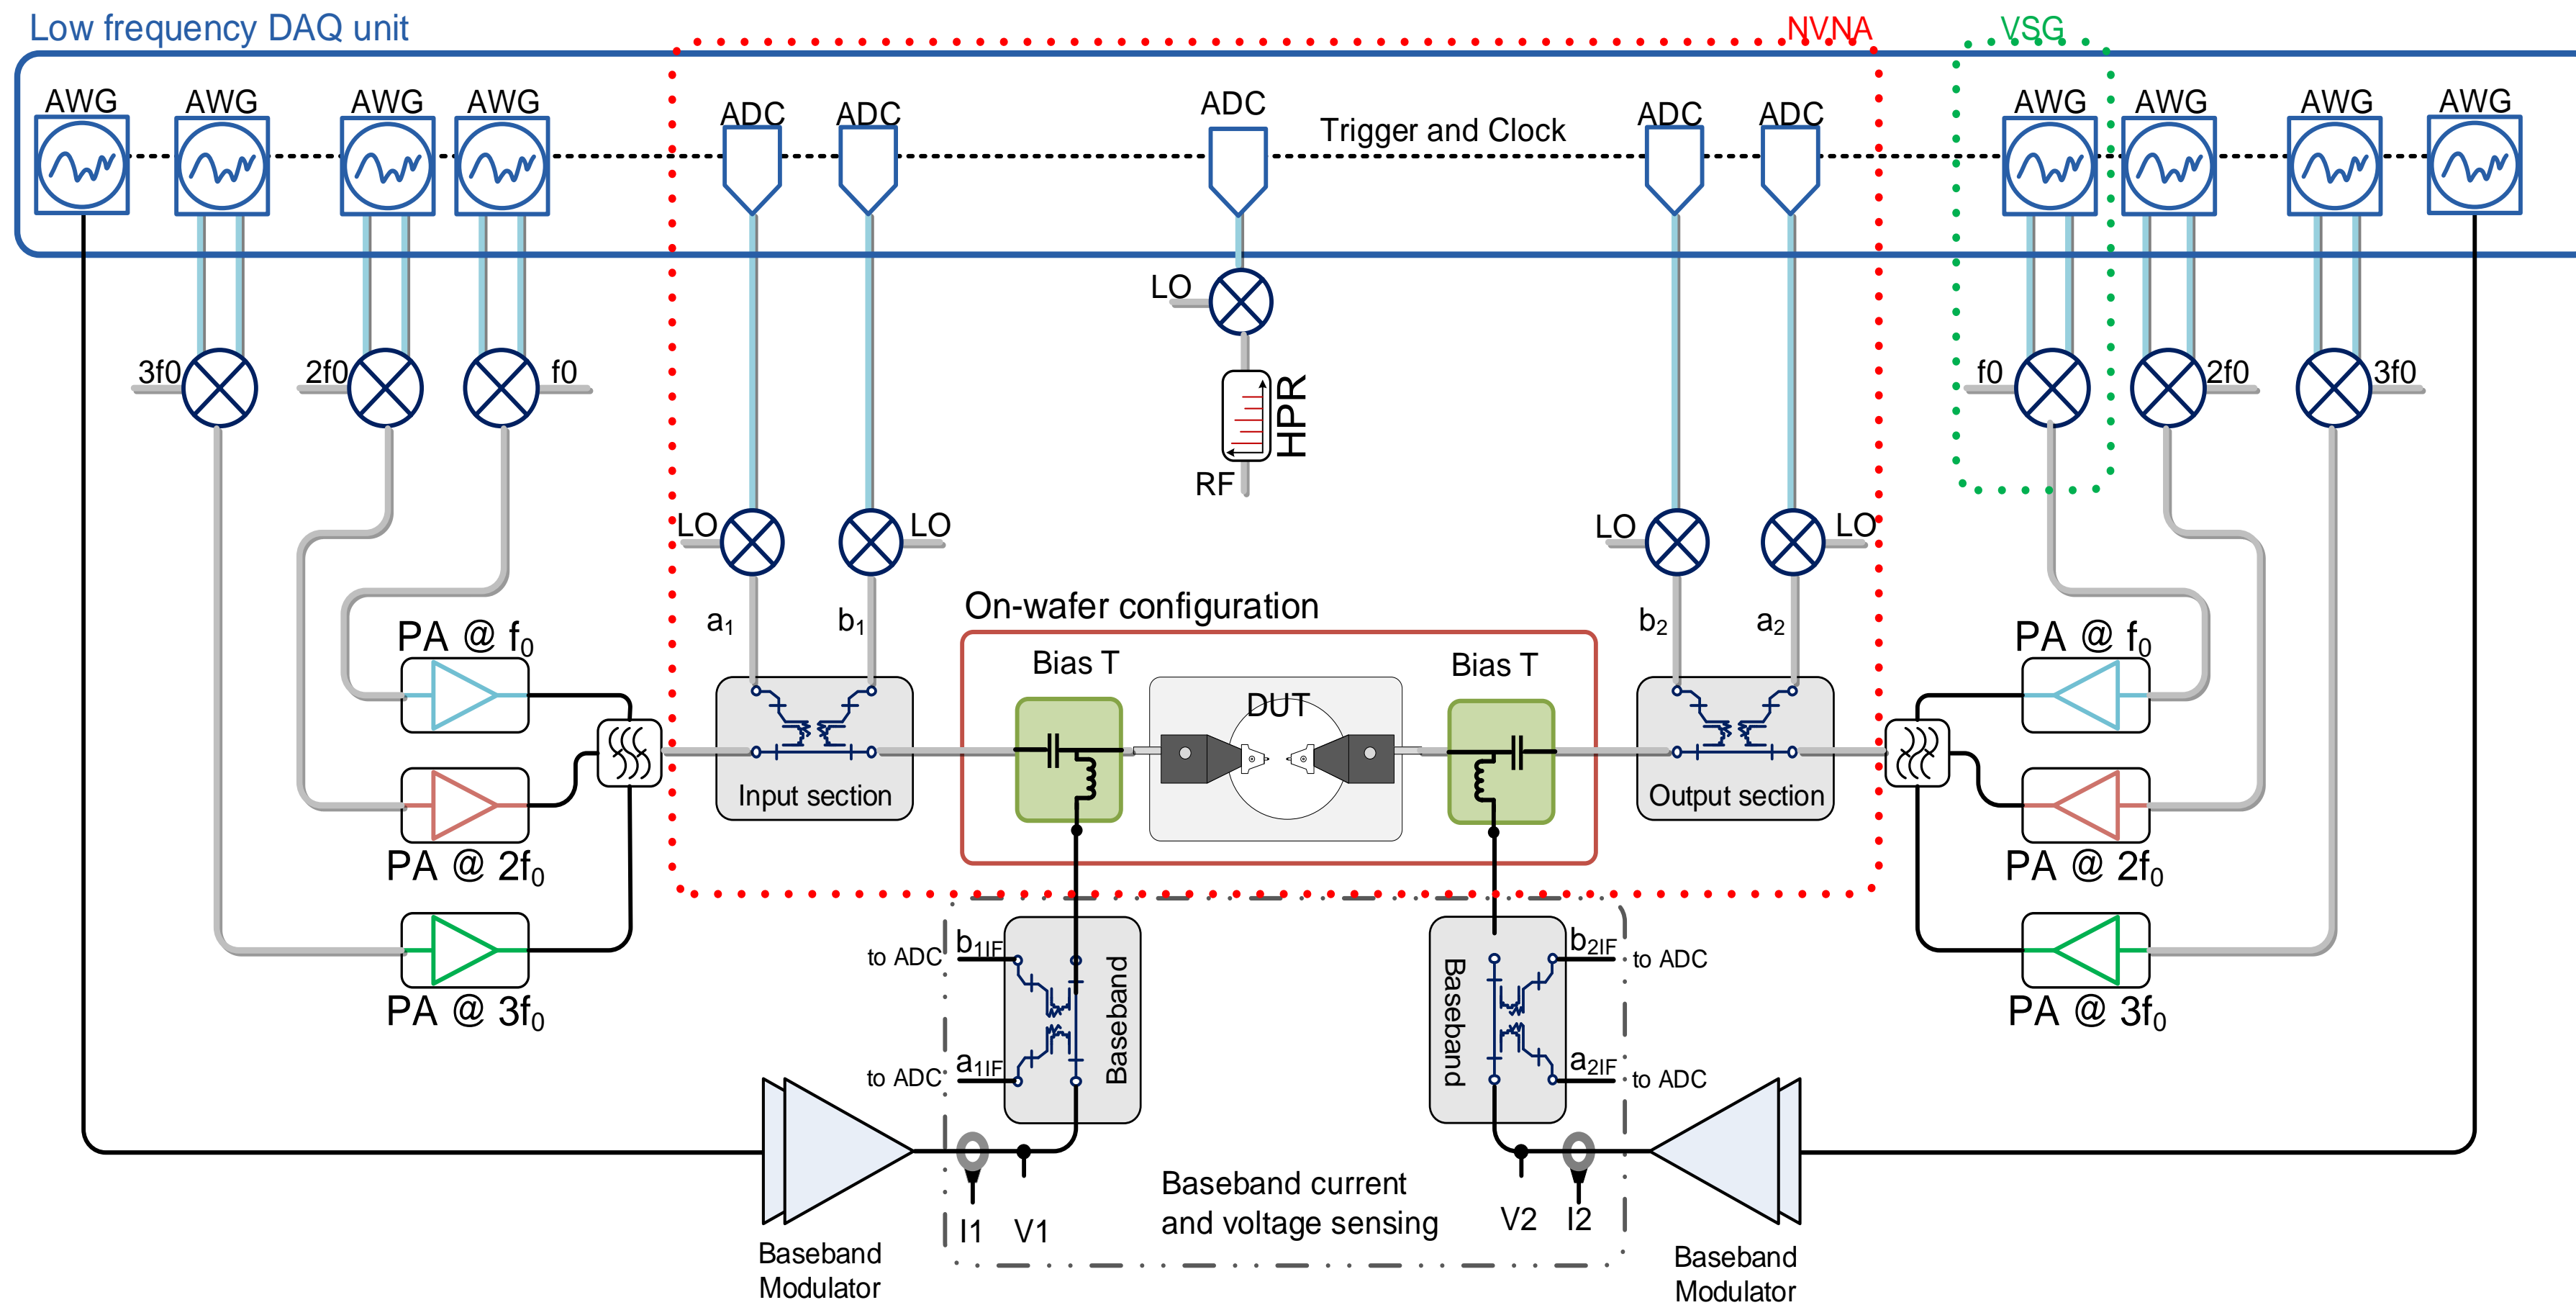 Low frequency DAQ unit
NVNA
VSG
AWG
AWG
AWG
AWG
ADC
ADC
ADC
Trigger and Clock
ADC
ADC
AWG
AWG
AWG
AWG
LO
3f0
2f0
f0
HPR
f0
2f0
3f0
RF
LO
LO
LO
LO
a1
b1
On-wafer configuration
b2
a2
PA @ f0
Bias T
DUT
Bias T
PA @ f0
Input section
Output section
PA @ 2f0
PA @ 2f0
to ADC
b1IF
Baseband
Baseband
b2IF
to ADC
PA @ 3f0
PA @ 3f0
to ADC
a1IF
a2IF
to ADC
I1
V1
Baseband current
and voltage sensing
V2
I2
Baseband
Modulator
Baseband
Modulator